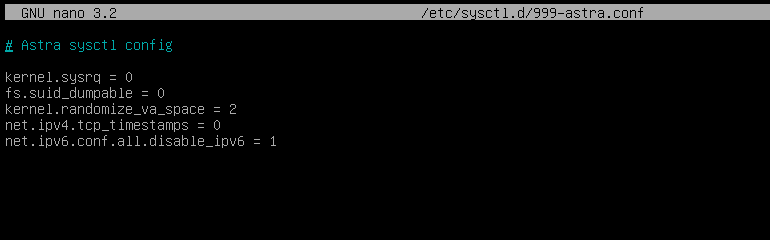 GNU nano 3.2 /etc/sysctl.d/999-astra.conf
# Astra sysctl config
kernel.sysrq = 0
fs.suid_dumpable = 0
kernel.randomize_va_space = 2
net.ipv4.tcp_timestamps = 0
net.ipv6.conf.all.disable_ipv6 = 1